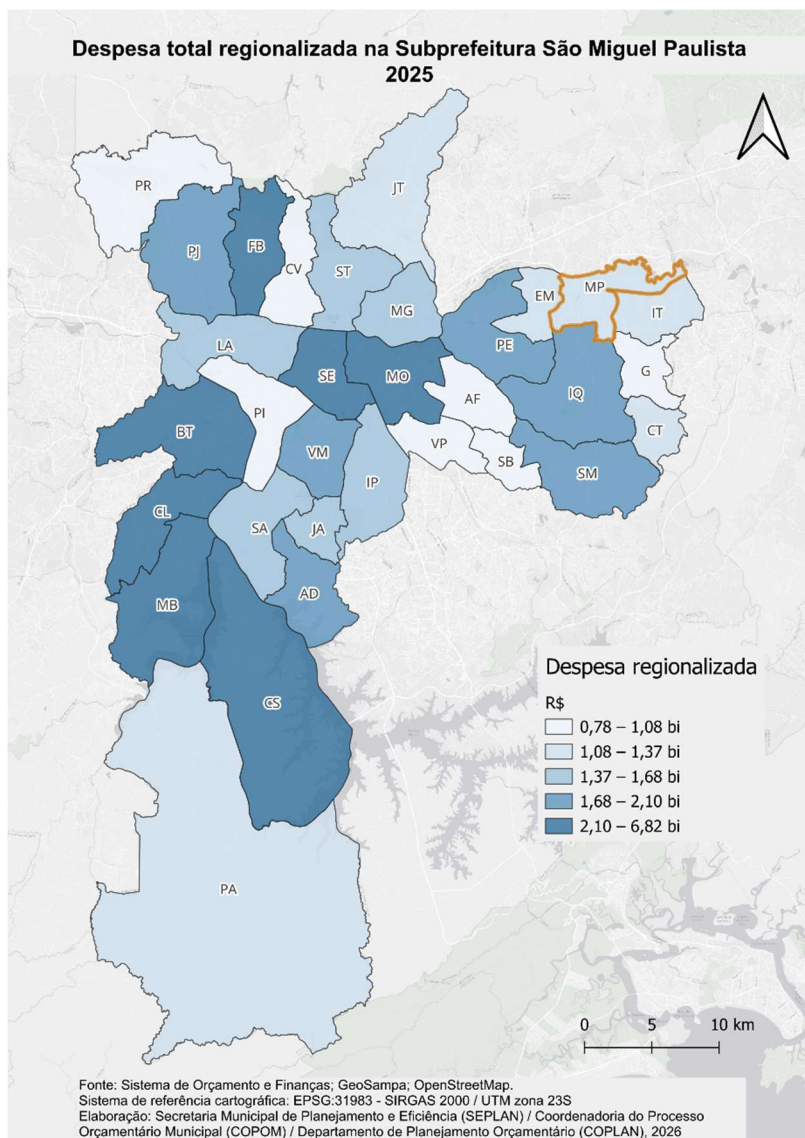 Despesa total regionalizada na Subprefeitura São Miguel Paulista
2025
JT
PR
FB
PJ
CV
ST
EM
MP
IT
MG
LA
PE
SE
MO
G
IQ
AF
PI
BT
CT
VP
VM
SB
SM
IP
CL
SA
JA
AD
MB
CS
PA
Despesa regionalizada
R$
0,78 – 1,08 bi
1,08 – 1,37 bi
1,37 – 1,68 bi
1,68 – 2,10 bi
2,10 – 6,82 bi
0 5 10 km
Fonte: Sistema de Orçamento e Finanças; GeoSampa; OpenStreetMap.
Sistema de referência cartográfica: EPSG:31983 - SIRGAS 2000 / UTM zona 23S
Elaboração: Secretaria Municipal de Planejamento e Eficiência (SEPLAN) / Coordenadoria do Processo
Orçamentário Municipal (COPOM) / Departamento de Planejamento Orçamentário (COPLAN), 2026